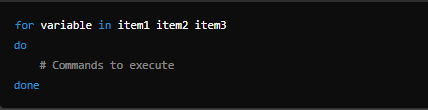 for variable in item1 item2 item3
do
    # Commands to execute
done